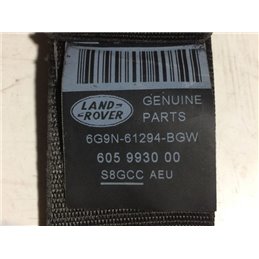 LAND-
ROVER
GENUINE
PARTS
6G9N-61294-BGW
605 9930 00
S8GCC AEU